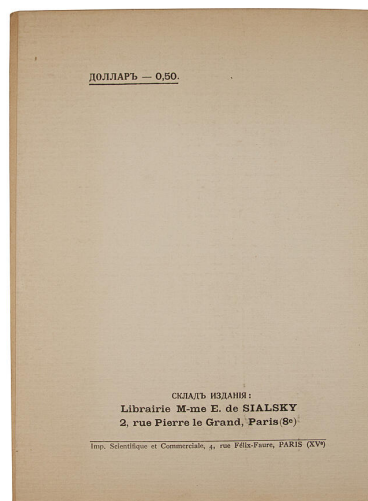 ДОЛЛАРЪ — 0,50.
СКЛАДЪ ИЗДАНІЯ:
Librairie M-me E. de SIALSKY
2, rue Pierre le Grand, Paris (8e)
Imp. Scientifique et Commerciale, 4, rue Félix-Faure, PARIS (XVe)